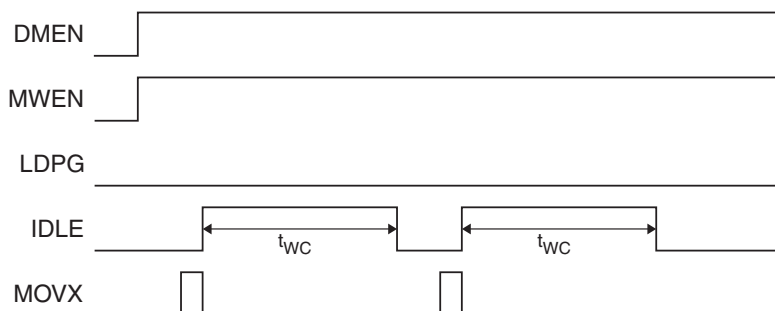 DMEN
MWEN
LDPG
IDLE
tWC tWC
MOVX